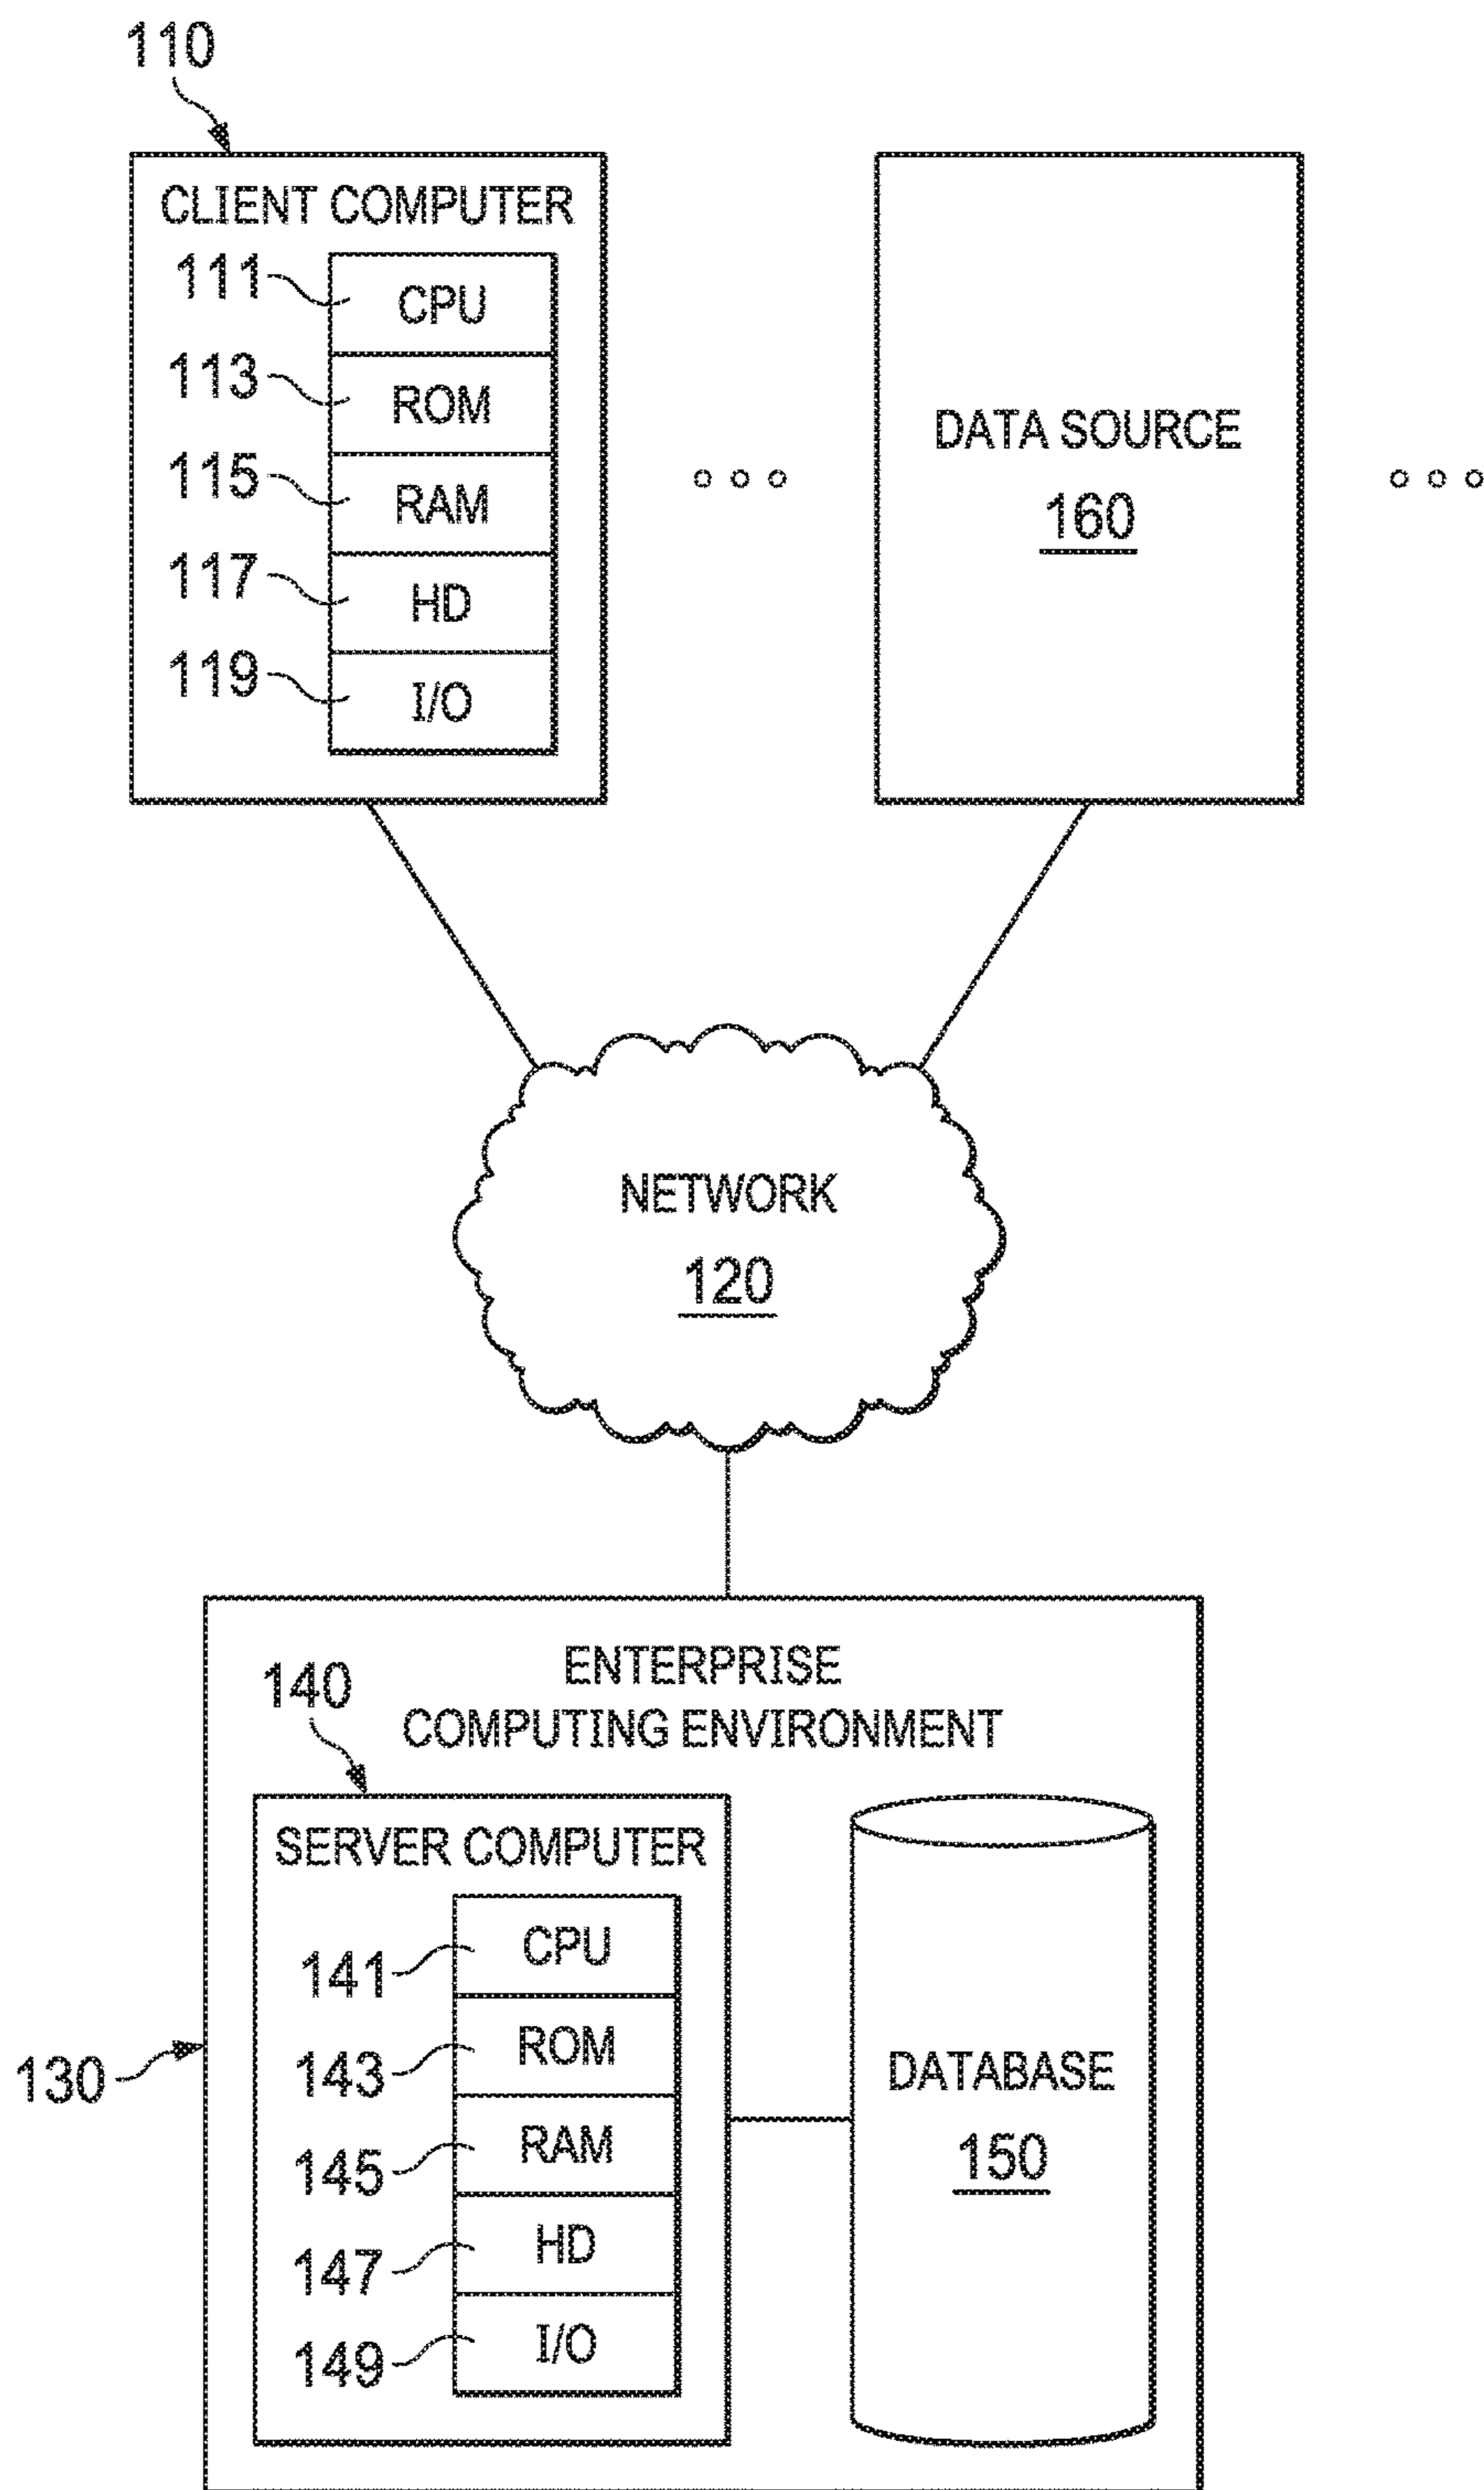 110
CLIENT COMPUTER
111 CPU
113 ROM
115 RAM
117 HD
119 I/O
DATA SOURCE
160
NETWORK
120
ENTERPRISE
COMPUTING ENVIRONMENT
130
140
SERVER COMPUTER
141 CPU
143 ROM
145 RAM
147 HD
149 I/O
DATABASE
150